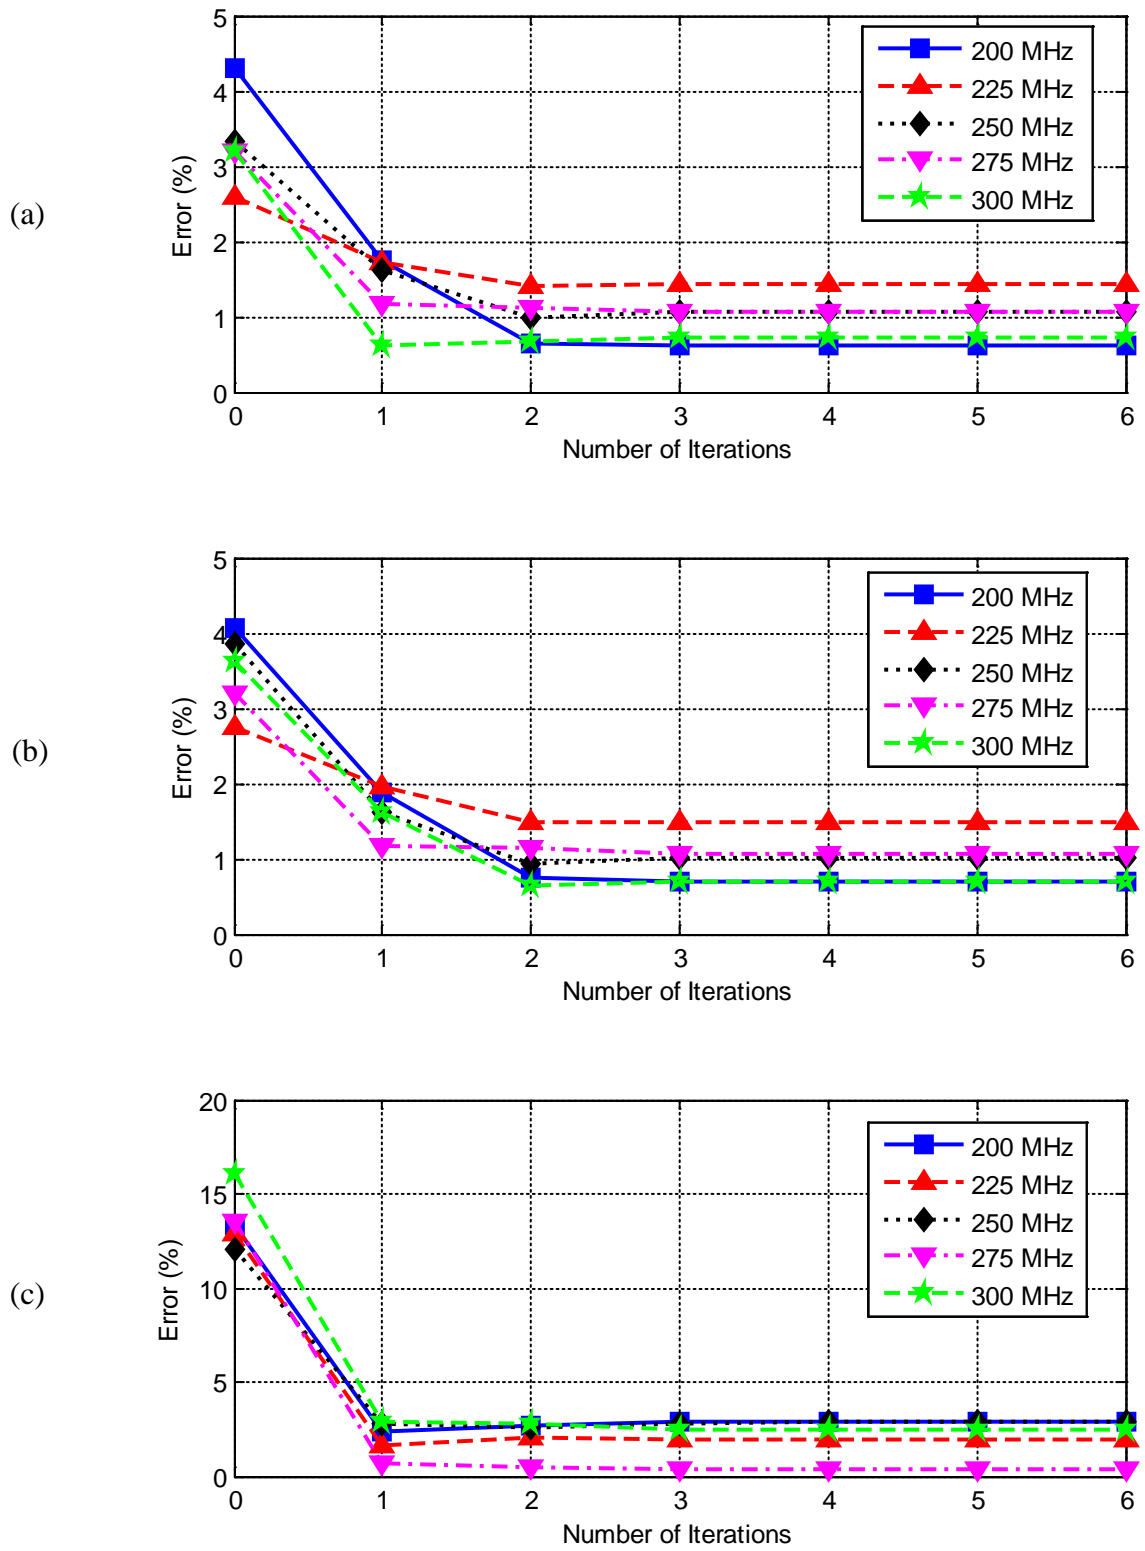 (a)
Error (%)
5
4
3
2
1
0
0 1 2 3 4 5 6
Number of Iterations
200 MHz
225 MHz
250 MHz
275 MHz
300 MHz
(b)
Error (%)
5
4
3
2
1
0
0 1 2 3 4 5 6
Number of Iterations
200 MHz
225 MHz
250 MHz
275 MHz
300 MHz
(c)
Error (%)
20
15
10
5
0
0 1 2 3 4 5 6
Number of Iterations
200 MHz
225 MHz
250 MHz
275 MHz
300 MHz